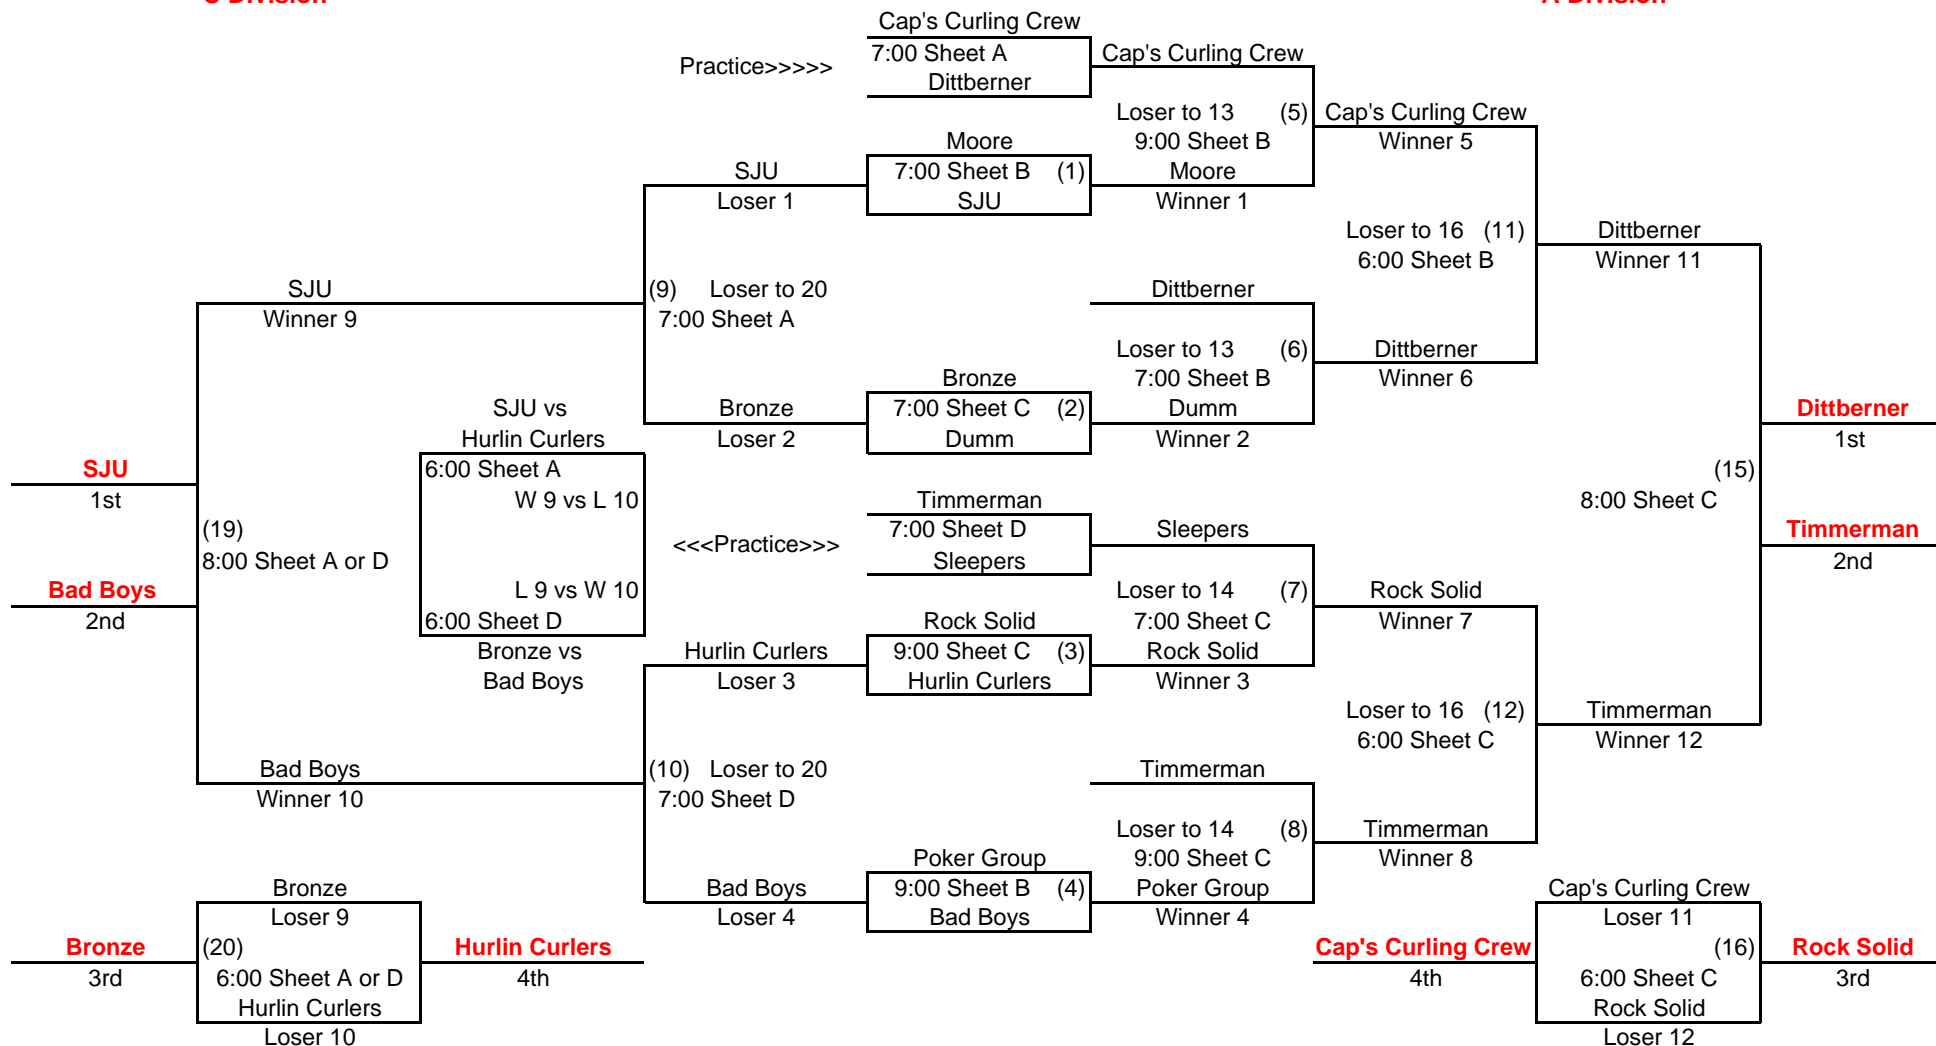 C Division
A Division
Cap's Curling Crew
7:00 Sheet A
Cap's Curling Crew
Practice>>>>>
Dittberner
Loser to 13 (5)
Cap's Curling Crew
Moore
9:00 Sheet B
Winner 5
SJU
7:00 Sheet B (1)
Moore
Loser 1
SJU
Winner 1
Loser to 16 (11)
Dittberner
6:00 Sheet B
Winner 11
SJU
(9) Loser to 20
Dittberner
Winner 9
7:00 Sheet A
Loser to 13 (6)
Dittberner
Bronze
7:00 Sheet B
Winner 6
SJU vs
Bronze
7:00 Sheet C (2)
Dumm
Dittberner
Hurlin Curlers
Loser 2
Dumm
Winner 2
1st
SJU
6:00 Sheet A
(15)
1st
W 9 vs L 10
Timmerman
8:00 Sheet C
(19)
7:00 Sheet D
Sleepers
Timmerman
8:00 Sheet A or D
<<<Practice>>>
Sleepers
2nd
Bad Boys
L 9 vs W 10
Loser to 14 (7)
Rock Solid
2nd
6:00 Sheet D
Rock Solid
7:00 Sheet C
Winner 7
Bronze vs
Hurlin Curlers
9:00 Sheet C (3)
Rock Solid
Bad Boys
Loser 3
Hurlin Curlers
Winner 3
Loser to 16 (12)
Timmerman
6:00 Sheet C
Winner 12
Bad Boys
(10) Loser to 20
Timmerman
Winner 10
7:00 Sheet D
Loser to 14 (8)
Timmerman
Poker Group
9:00 Sheet C
Winner 8
Bronze
Bad Boys
9:00 Sheet B (4)
Poker Group
Cap's Curling Crew
Loser 9
Loser 4
Bad Boys
Winner 4
Loser 11
Bronze
(20)
Hurlin Curlers
Cap's Curling Crew
(16)
Rock Solid
3rd
6:00 Sheet A or D
4th
4th
6:00 Sheet C
3rd
Hurlin Curlers
Rock Solid
Loser 10
Loser 12